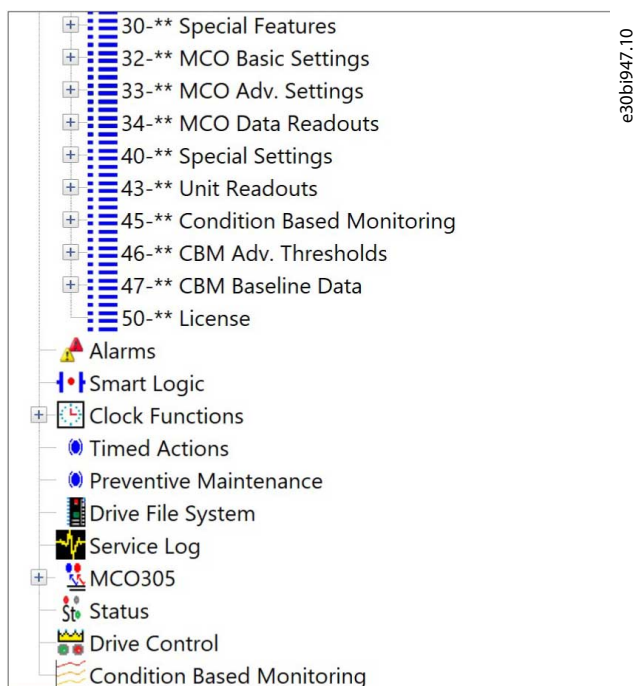 30-** Special Features
32-** MCO Basic Settings
33-** MCO Adv. Settings
34-** MCO Data Readouts
40-** Special Settings
43-** Unit Readouts
45-** Condition Based Monitoring
46-** CBM Adv. Thresholds
47-** CBM Baseline Data
50-** License
Alarms
Smart Logic
Clock Functions
Timed Actions
Preventive Maintenance
Drive File System
Service Log
MCO305
St Status
Drive Control
Condition Based Monitoring
e30bi947.10